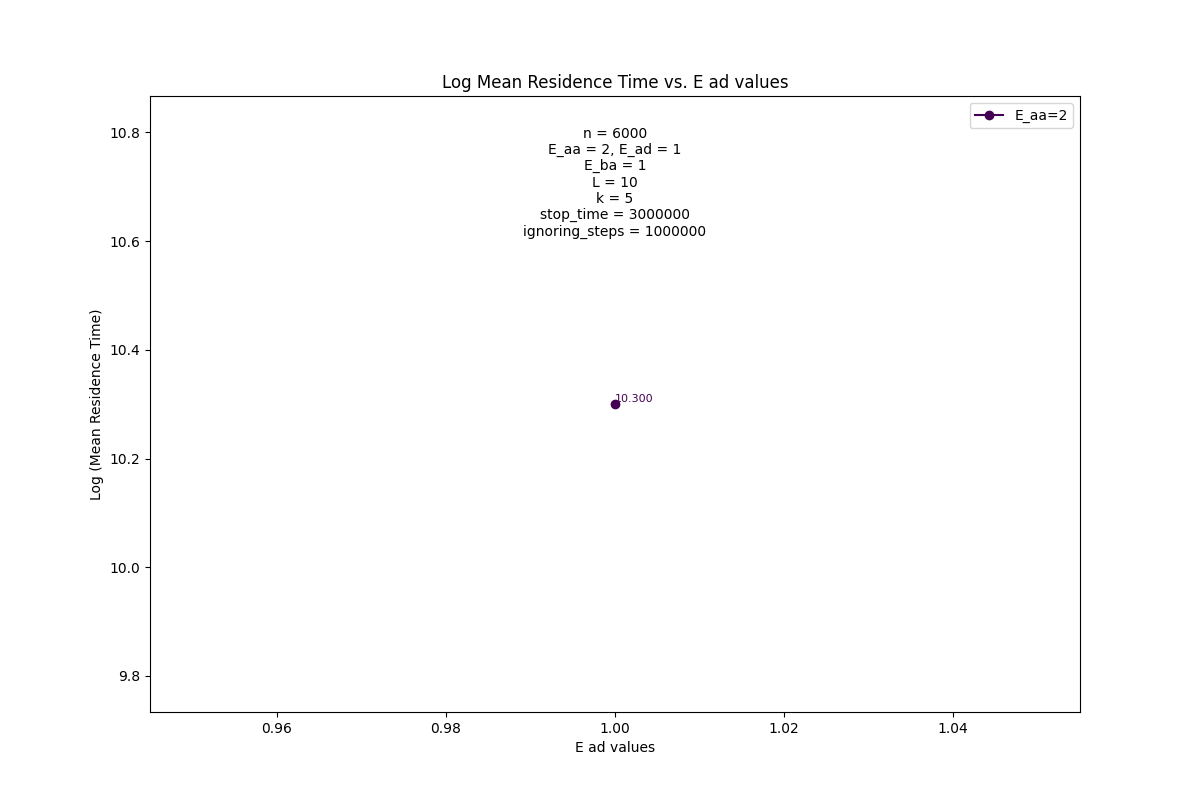 Log Mean Residence Time vs. E ad values
E_aa=2
n = 6000
E_aa = 2, E_ad = 1
E_ba = 1
L = 10
k = 5
stop_time = 3000000
ignoring_steps = 1000000
10.8
10.6
10.4
10.2
10.0
9.8
Log (Mean Residence Time)
10.300
0.96
0.98
1.00
1.02
1.04
E ad values